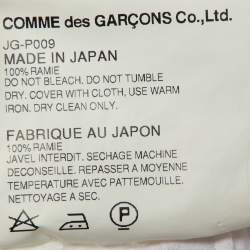 COMME des GARÇONS Co.,Ltd.
JG-P009
MADE IN JAPAN
100% RAMIE
DO NOT BLEACH. DO NOT TUMBLE
DRY. COVER WITH CLOTH, USE WARM
IRON. DRY CLEAN ONLY.
FABRIQUE AU JAPON
100% RAMIE
JAVEL INTERDIT. SECHAGE MACHINE
DECONSEILLE. REPASSER A MOYENNE
TEMPERATURE AVEC PATTEMOUILLE.
NETTOYAGE A SEC.
P